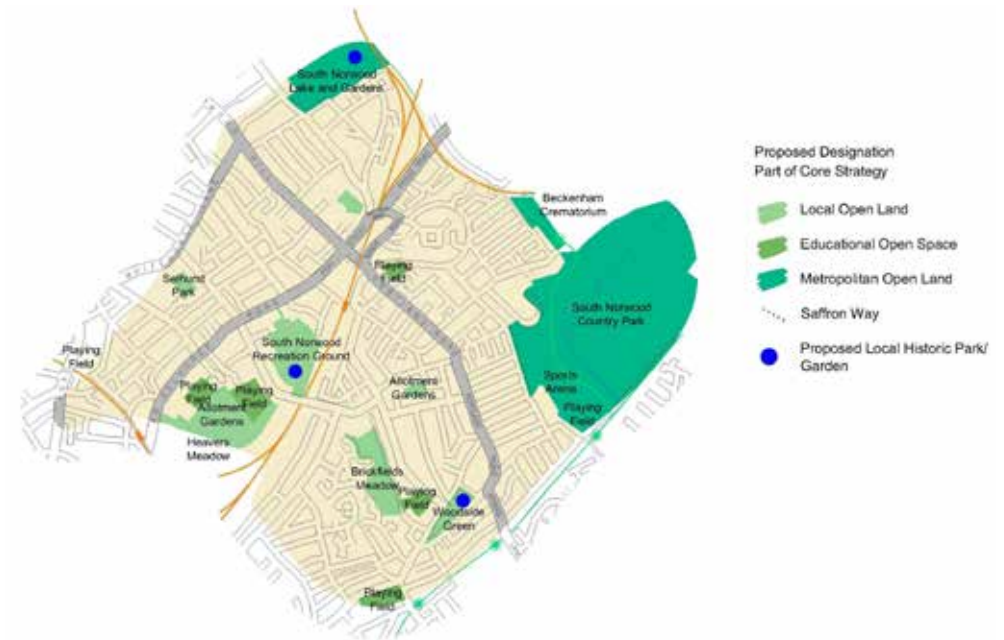 South Norwood
Lake and Gardens
Beckenham
Crematorium
Playing
Field
Selhurst
Park
South Norwood
Country Park
South Norwood
Recreation Ground
Playing
Field
Allotment
Gardens
Sports
Arena
Playing
Field
Playing
Field
Playing
Field
Allotment
Gardens
Heavers
Meadow
Brickfields
Meadow
Playing
Field
Woodside
Green
Playing
Field
Proposed Designation
Part of Core Strategy
Local Open Land
Educational Open Space
Metropolitan Open Land
Saffron Way
Proposed Local Historic Park/
Garden